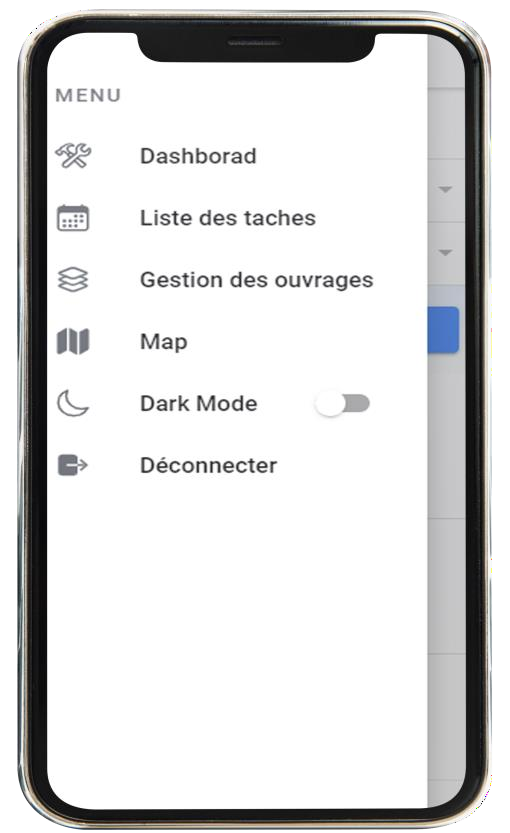 MENU
Dashborad
Liste des taches
Gestion des ouvrages
Map
Dark Mode
Déconnecter